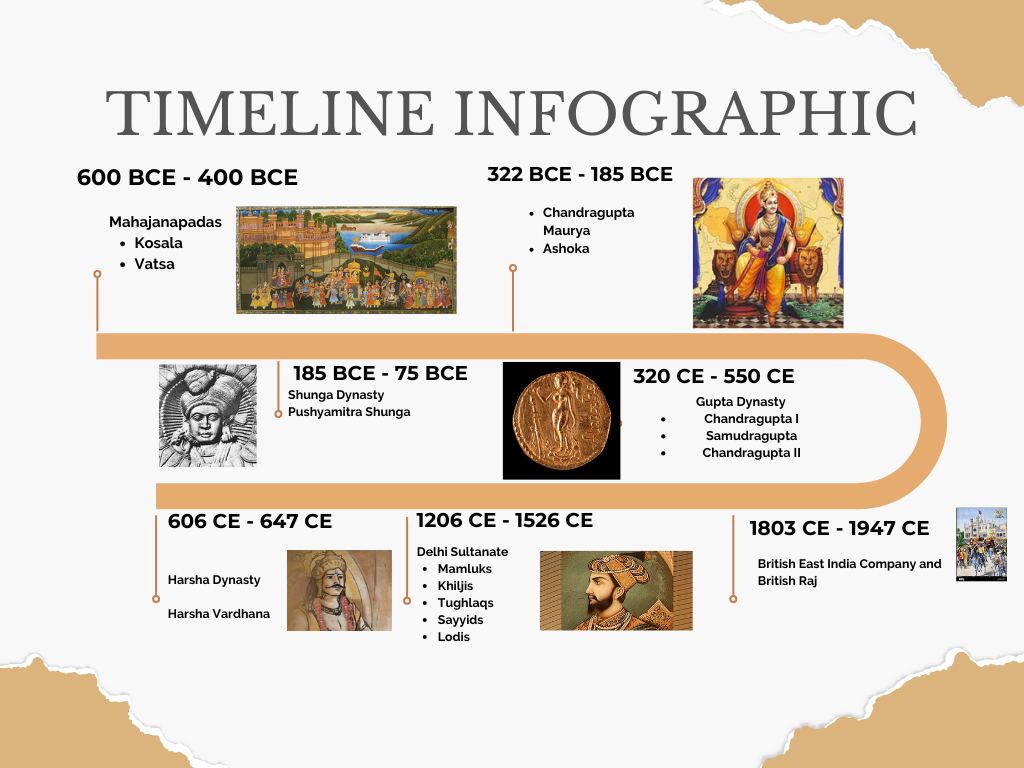 TIMELINE INFOGRAPHIC
600 BCE - 400 BCE
Mahajanapadas
• Kosala
• Vatsa
322 BCE - 185 BCE
• Chandragupta
Maurya
• Ashoka
185 BCE - 75 BCE
Shunga Dynasty
Pushyamitra Shunga
320 CE - 550 CE
Gupta Dynasty
• Chandragupta I
• Samudragupta
• Chandragupta II
606 CE - 647 CE
Harsha Dynasty
Harsha Vardhana
1206 CE - 1526 CE
Delhi Sultanate
• Mamluks
• Khiljis
• Tughlaqs
• Sayyids
• Lodis
1803 CE - 1947 CE
British East India Company and
British Raj